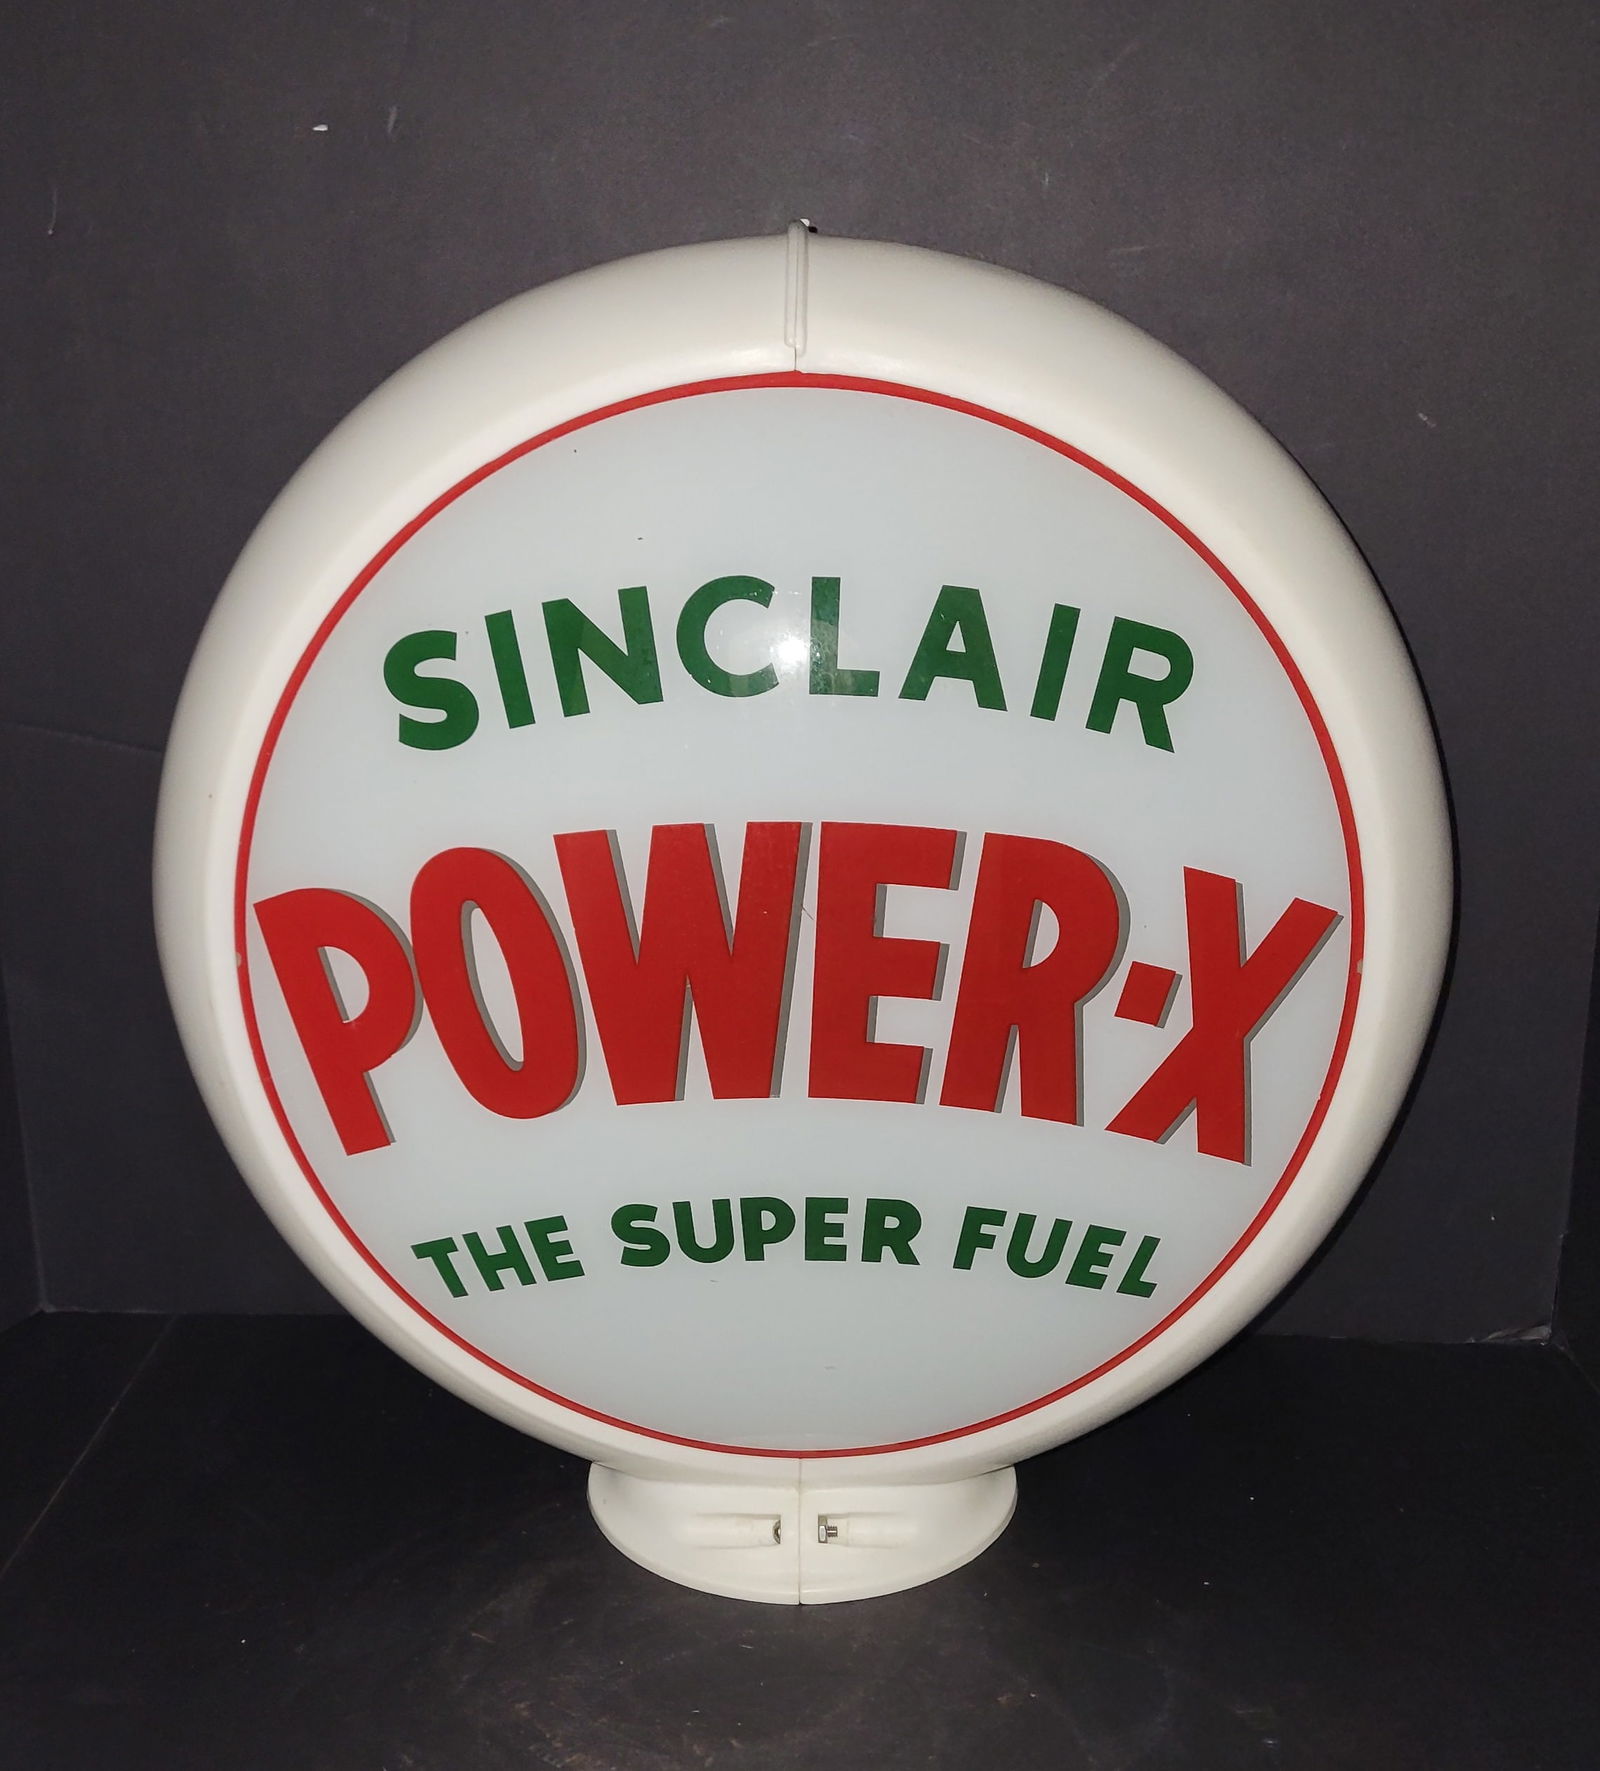 SINCLAIR
POWER-X
THE SUPER FUEL